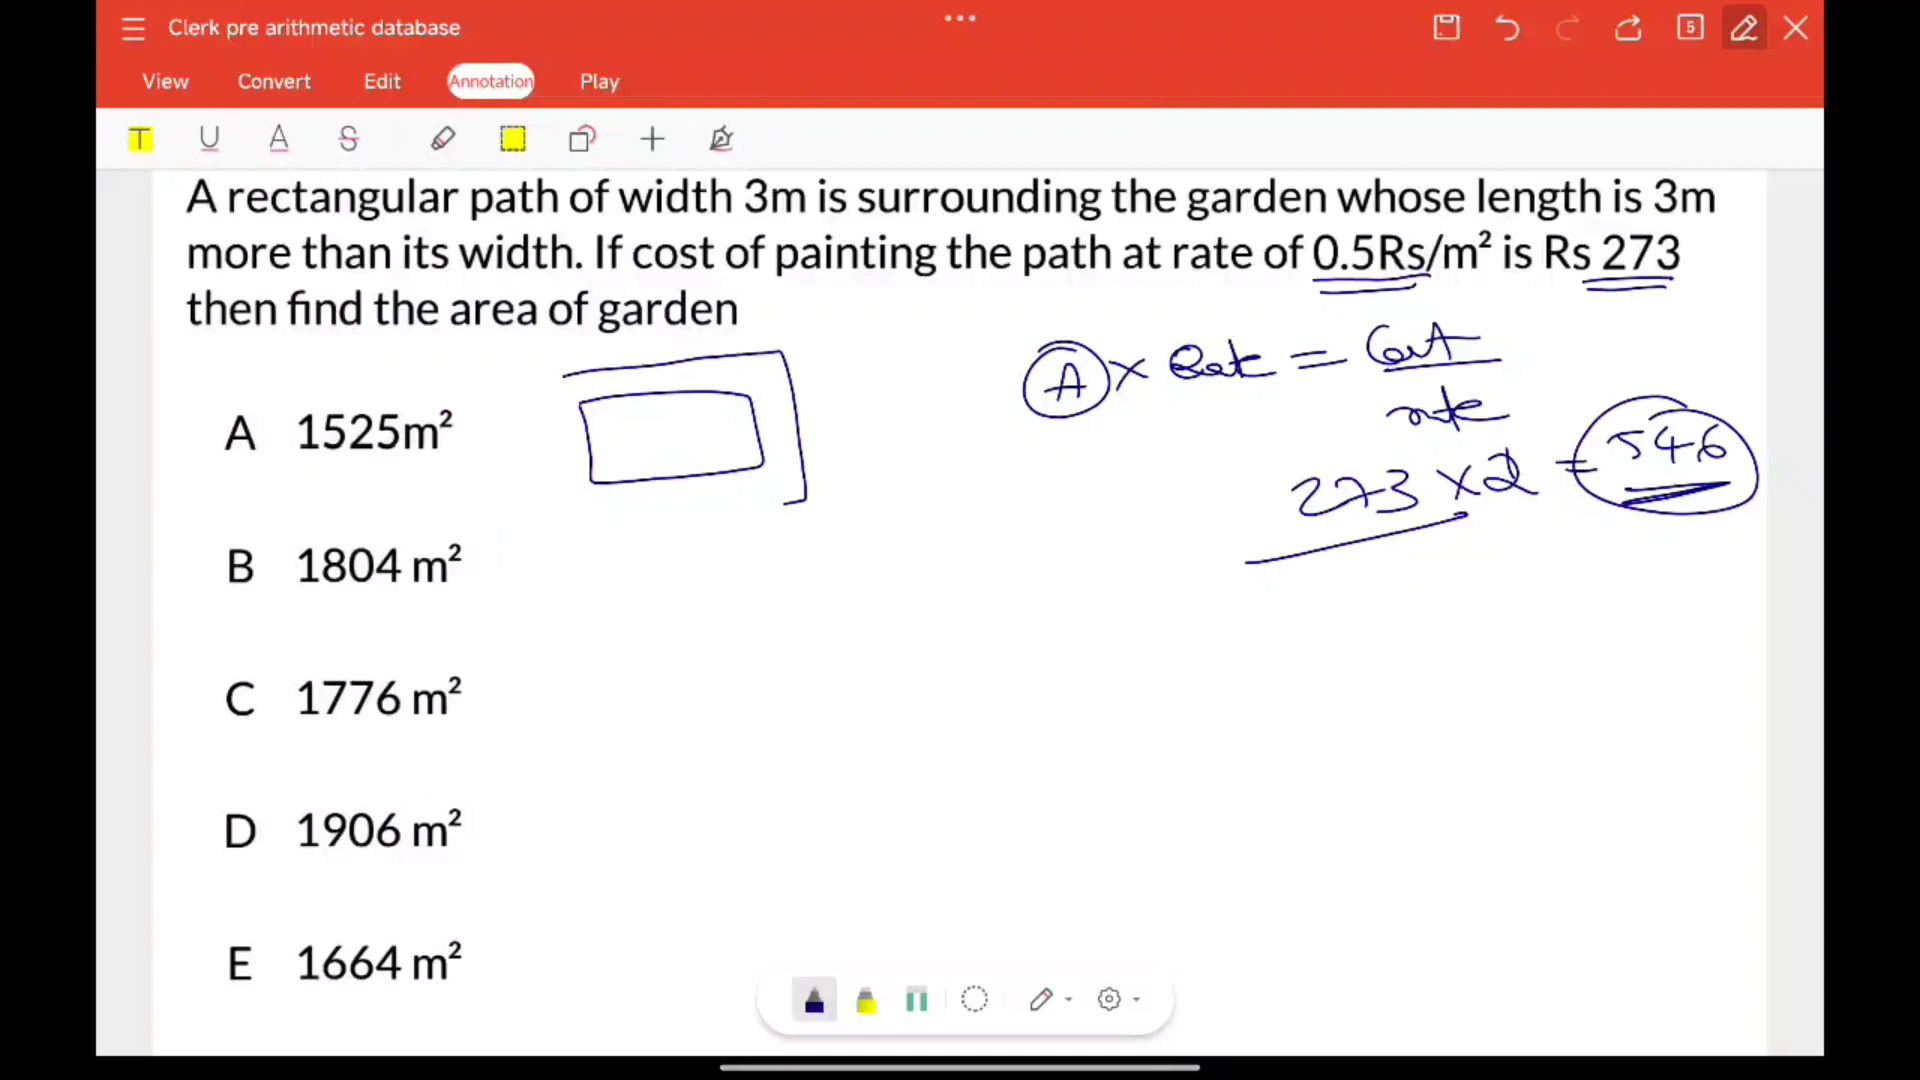 Clerk pre arithmetic database
5
View Convert Edit Annotation Play
T U A S
A rectangular path of width 3m is surrounding the garden whose length is 3m
more than its width. If cost of painting the path at rate of 0.5Rs/m² is Rs 273
then find the area of garden
A × =
rate
273 × 2 = 546
A 1525m²
B 1804 m²
C 1776 m²
D 1906 m²
E 1664 m²